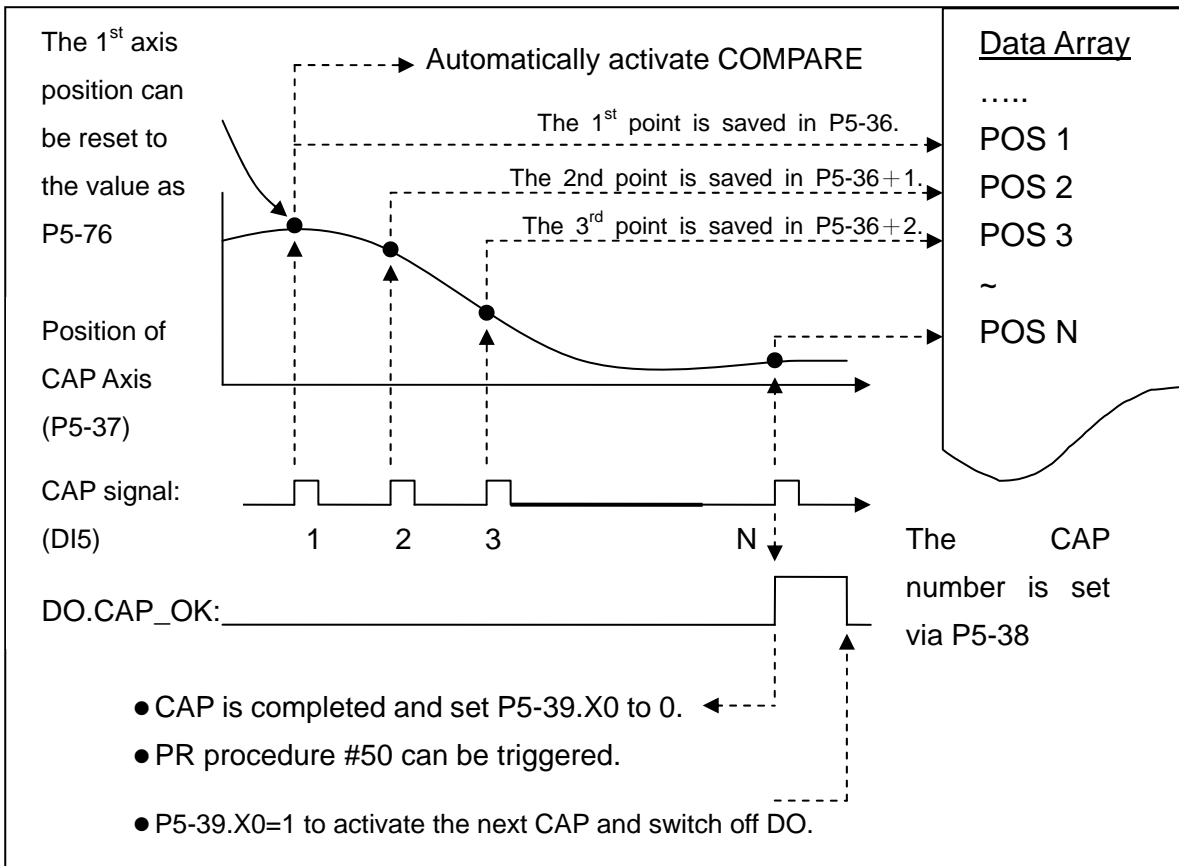 The 1st axis
position can
be reset to
the value as
P5-76
Automatically activate COMPARE
The 1st point is saved in P5-36.
The 2nd point is saved in P5-36+1.
The 3rd point is saved in P5-36+2.
Data Array
…..
POS 1
POS 2
POS 3
~
POS N
Position of
CAP Axis
(P5-37)
CAP signal:
(DI5)
1 2 3 N
The CAP
number is set
via P5-38
DO.CAP_OK:
● CAP is completed and set P5-39.X0 to 0.
● PR procedure #50 can be triggered.
● P5-39.X0=1 to activate the next CAP and switch off DO.